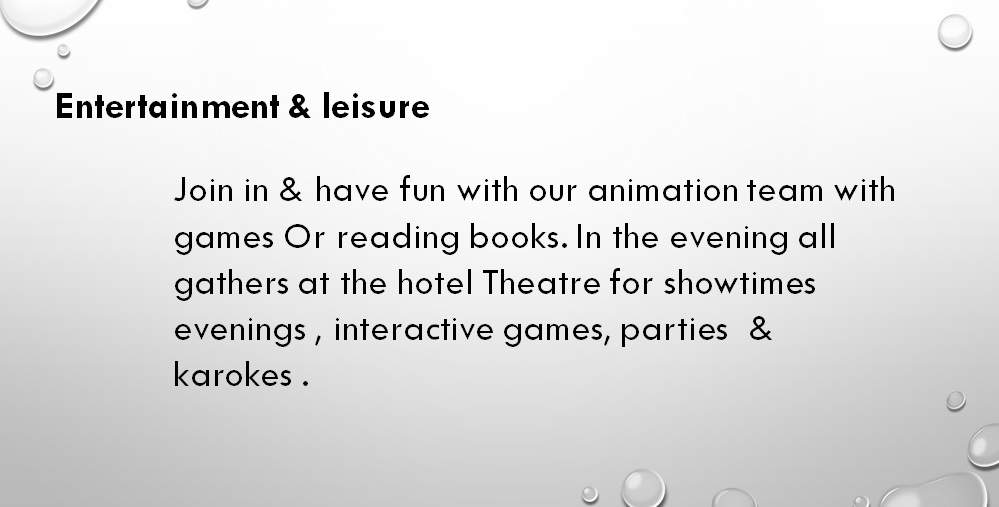 Entertainment & leisure
Join in & have fun with our animation team with
games Or reading books. In the evening all
gathers at the hotel Theatre for showtimes
evenings , interactive games, parties  &
karokes .